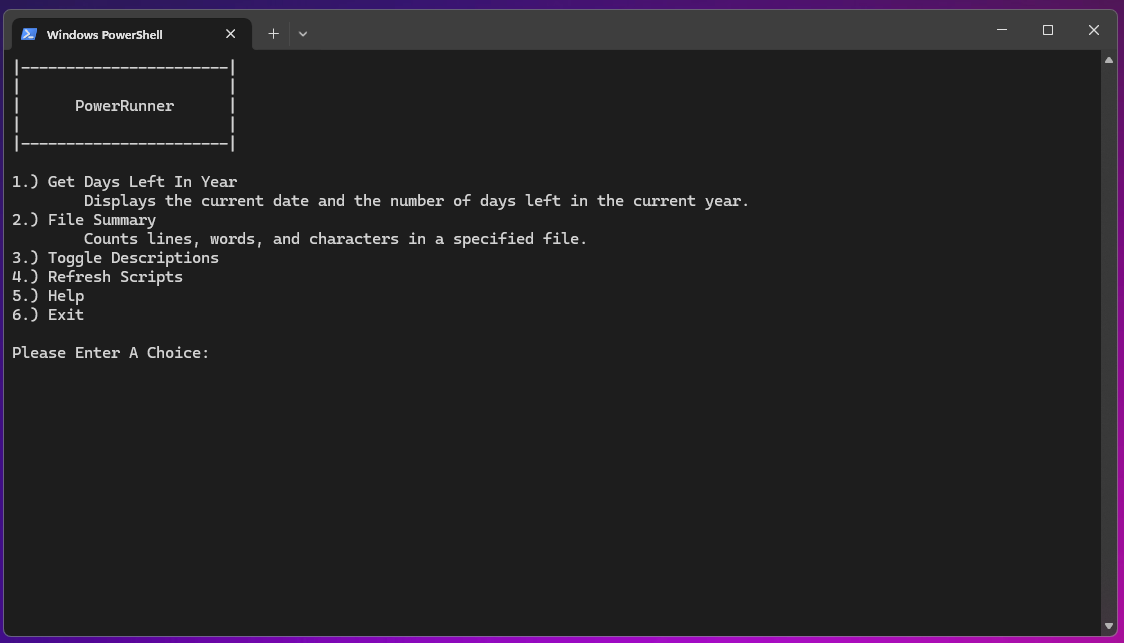 Windows PowerShell
|-----------------------|
|                       |
|      PowerRunner      |
|                       |
|-----------------------|
1.) Get Days Left In Year
        Displays the current date and the number of days left in the current year.
2.) File Summary
        Counts lines, words, and characters in a specified file.
3.) Toggle Descriptions
4.) Refresh Scripts
5.) Help
6.) Exit
Please Enter A Choice: